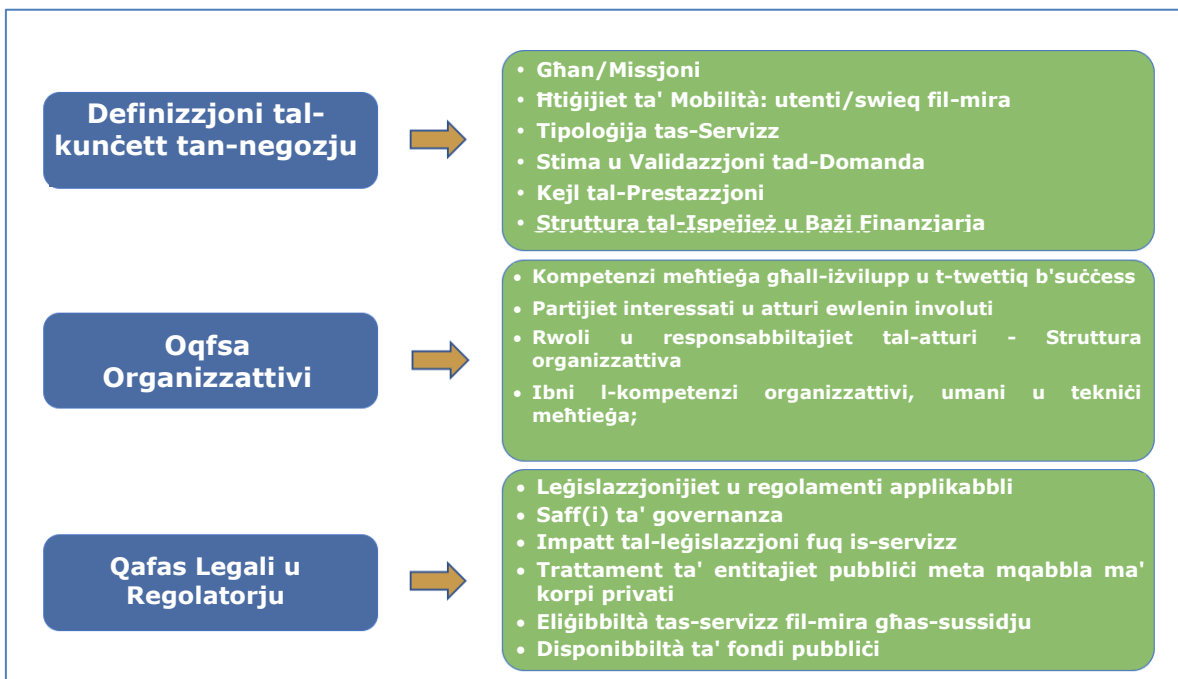 Definizzjoni tal-
kunċett tan-negozju
• Għan/Missjoni
• Ħtiġijiet ta' Mobilità: utenti/swieq fil-mira
• Tipoloġija tas-Servizz
• Stima u Validazzjoni tad-Domanda
• Kejl tal-Prestazzjoni
• Struttura tal-Ispejjeż u Bażi Finanzjarja
Oqfsa
Organizzattivi
• Kompetenzi meħtieġa għall-iżvilupp u t-twettiq b'suċċess
• Partijiet interessati u atturi ewlenin involuti
• Rwoli u responsabbiltajiet tal-atturi - Struttura
organizzattiva
• Ibni l-kompetenzi organizzattivi, umani u tekniċi
meħtieġa;
Qafas Legali u
Regolatorju
• Leġislazzjonijiet u regolamenti applikabbli
• Saff(i) ta' governanza
• Impatt tal-leġislazzjoni fuq is-servizz
• Trattament ta' entitajiet pubbliċi meta mqabbla ma'
korpi privati
• Eliġibbiltà tas-servizz fil-mira għas-sussidju
• Disponibbiltà ta' fondi pubbliċi